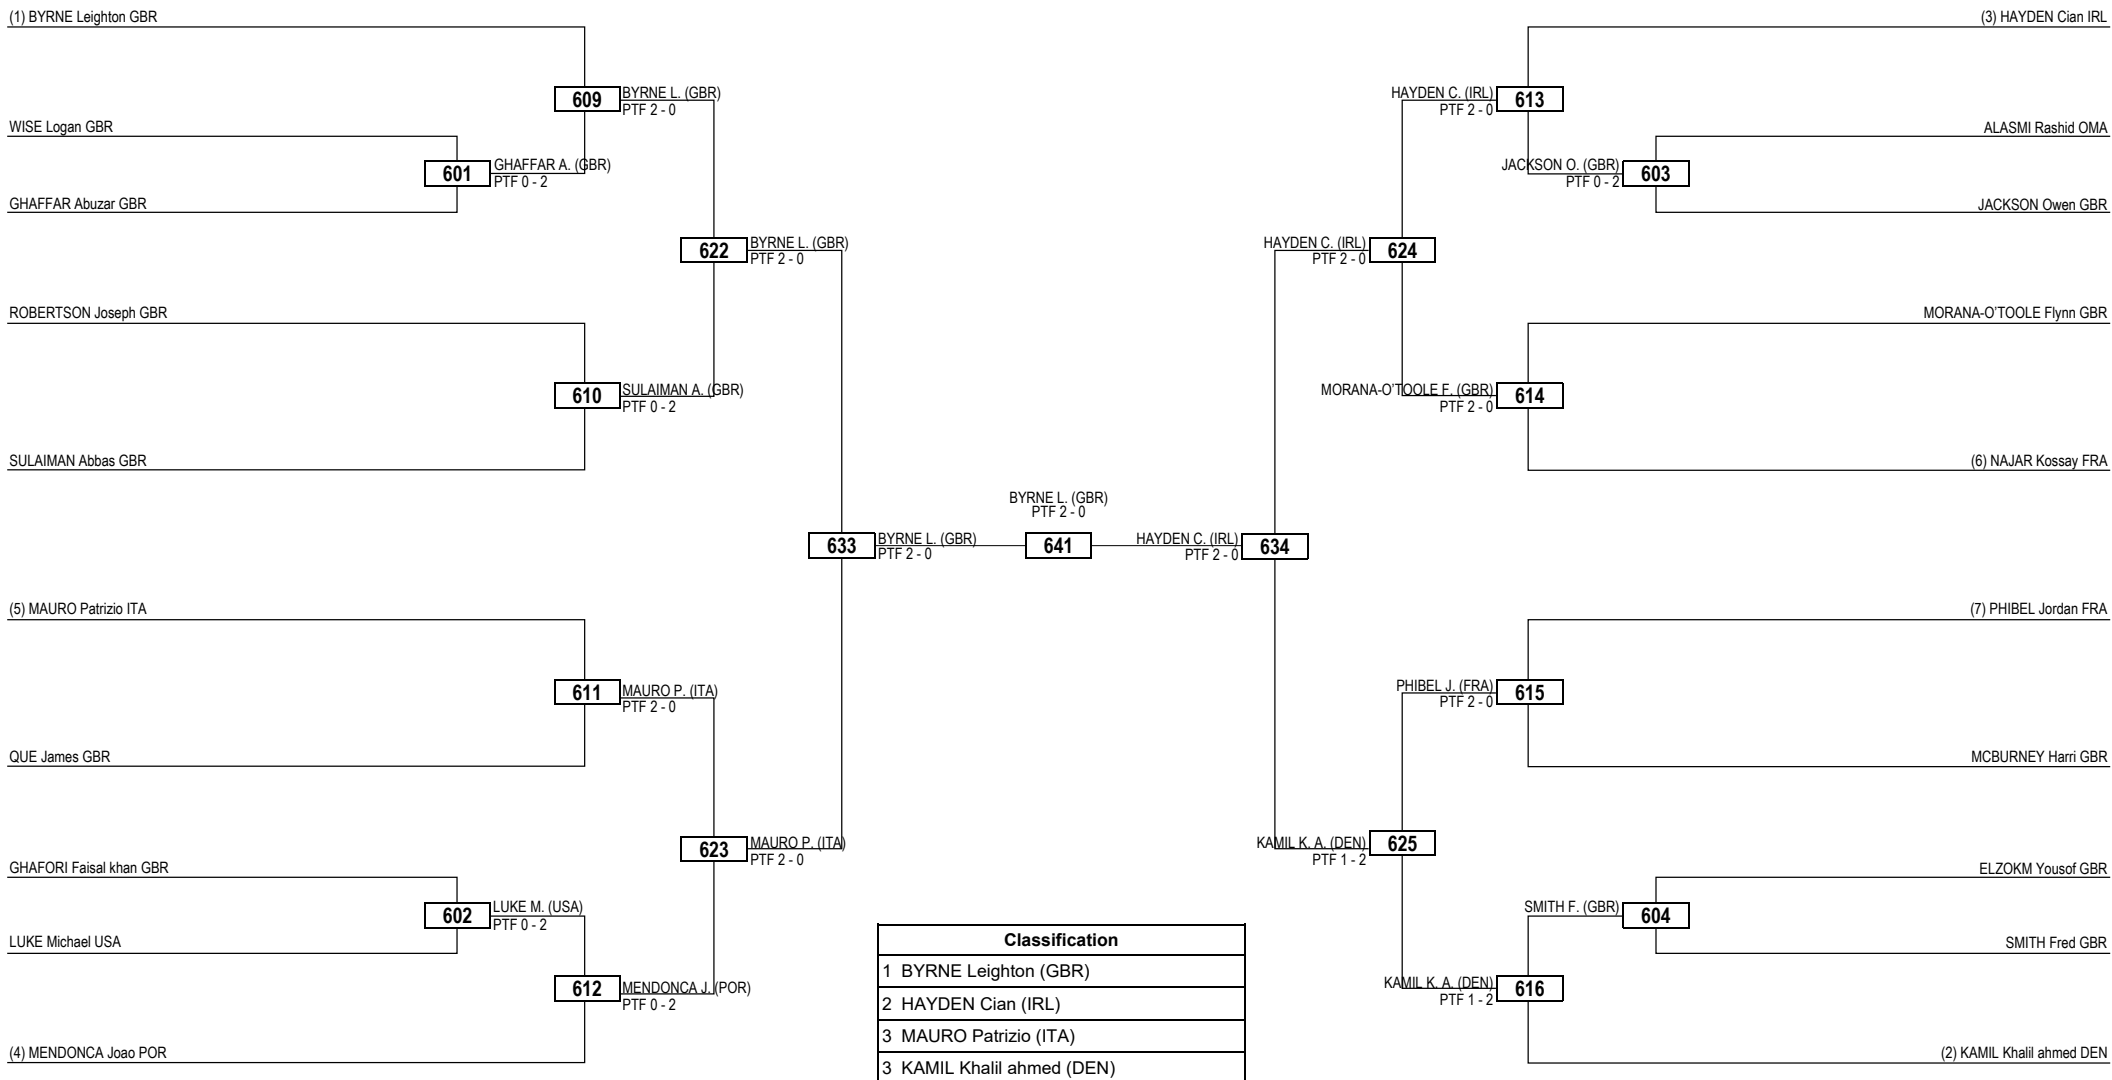 (1) BYRNE Leighton GBR
609
BYRNE L. (GBR)
PTF 2 - 0
WISE Logan GBR
601
GHAFFAR A. (GBR)
PTF 0 - 2
GHAFFAR Abuzar GBR
622
BYRNE L. (GBR)
PTF 2 - 0
ROBERTSON Joseph GBR
610
SULAIMAN A. (GBR)
PTF 0 - 2
SULAIMAN Abbas GBR
633
BYRNE L. (GBR)
PTF 2 - 0
(5) MAURO Patrizio ITA
611
MAURO P. (ITA)
PTF 2 - 0
QUE James GBR
623
MAURO P. (ITA)
PTF 2 - 0
GHAFORI Faisal khan GBR
602
LUKE M. (USA)
PTF 0 - 2
LUKE Michael USA
612
MENDONCA J. (POR)
PTF 0 - 2
(4) MENDONCA Joao POR
BYRNE L. (GBR)
PTF 2 - 0
641
(3) HAYDEN Cian IRL
HAYDEN C. (IRL)
PTF 2 - 0
613
ALASMI Rashid OMA
JACKSON O. (GBR)
PTF 0 - 2
603
JACKSON Owen GBR
HAYDEN C. (IRL)
PTF 2 - 0
624
MORANA-O'TOOLE Flynn GBR
MORANA-O'TOOLE F. (GBR)
PTF 2 - 0
614
(6) NAJAR Kossay FRA
HAYDEN C. (IRL)
PTF 2 - 0
634
(7) PHIBEL Jordan FRA
PHIBEL J. (FRA)
PTF 2 - 0
615
MCBURNEY Harri GBR
KAMIL K. A. (DEN)
PTF 1 - 2
625
ELZOKM Yousof GBR
SMITH F. (GBR)
604
SMITH Fred GBR
KAMIL K. A. (DEN)
PTF 1 - 2
616
(2) KAMIL Khalil ahmed DEN
Classification
1 BYRNE Leighton (GBR)
2 HAYDEN Cian (IRL)
3 MAURO Patrizio (ITA)
3 KAMIL Khalil ahmed (DEN)